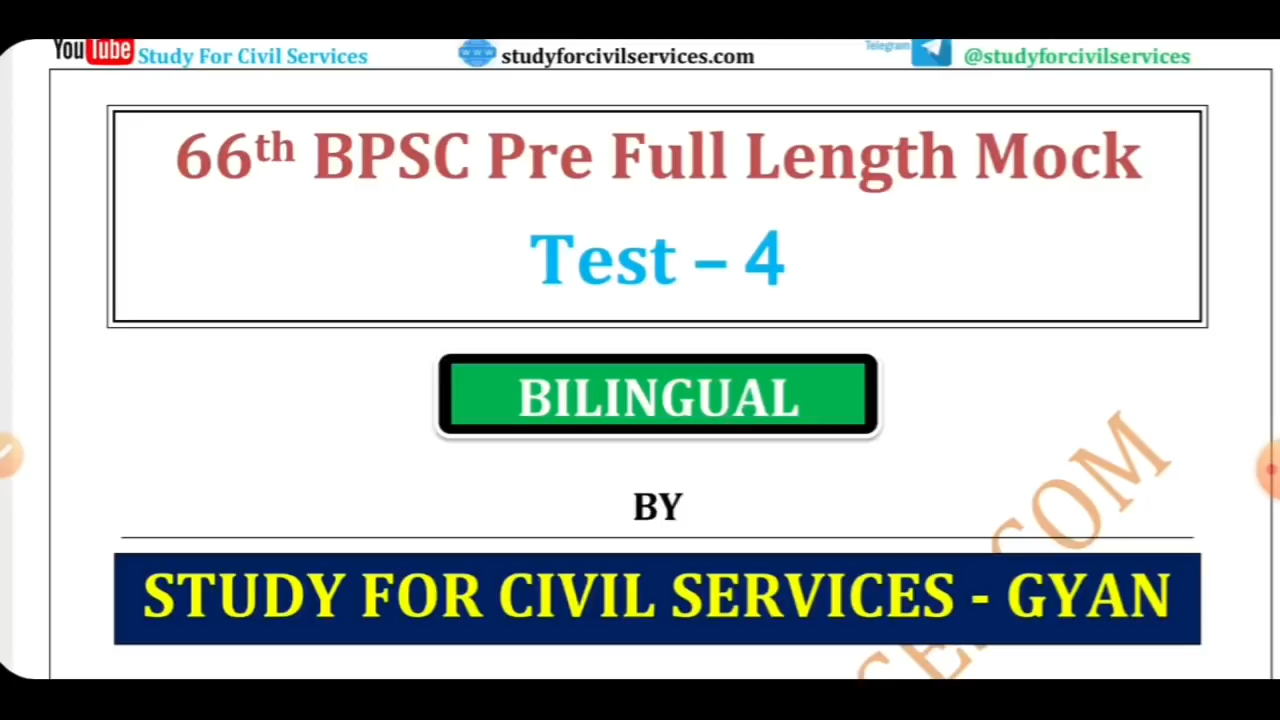 YouTube Study For Civil Services WWW studyforcivilservices.com Telegram @studyforcivilservices
66th BPSC Pre Full Length Mock
Test – 4
BILINGUAL
BY
STUDY FOR CIVIL SERVICES - GYAN